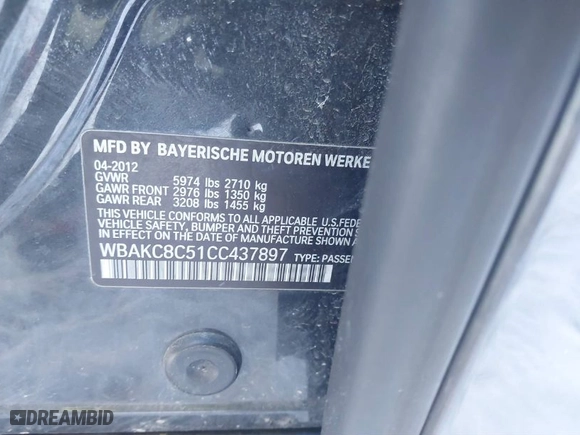 MFD BY BAYERISCHE MOTOREN WERKE
04-2012
GVWR 5974 lbs 2710 kg
GAWR FRONT 2976 lbs 1350 kg
GAWR REAR 3208 lbs 1455 kg
THIS VEHICLE CONFORMS TO ALL APPLICABLE U.S.FEDE
VEHICLE SAFETY, BUMPER AND THEFT PREVENTION S
IN EFFECT ON THE DATE OF MANUFACTURE SHOWN
WBAKC8C51CC437897 TYPE: PASSE
DREAMBID